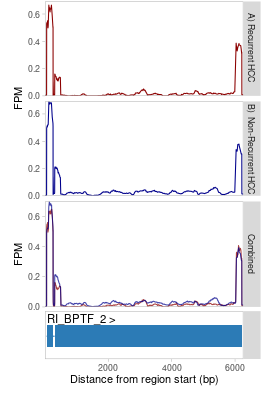 0.6
0.4
0.2
0.0
FPM
A) Recurrent HCC
0.6
0.4
0.2
0.0
B) Non-Recurrent HCC
0.6
0.4
0.2
0.0
FPM
Combined
RI_BPTF_2 >
2000 4000 6000
Distance from region start (bp)